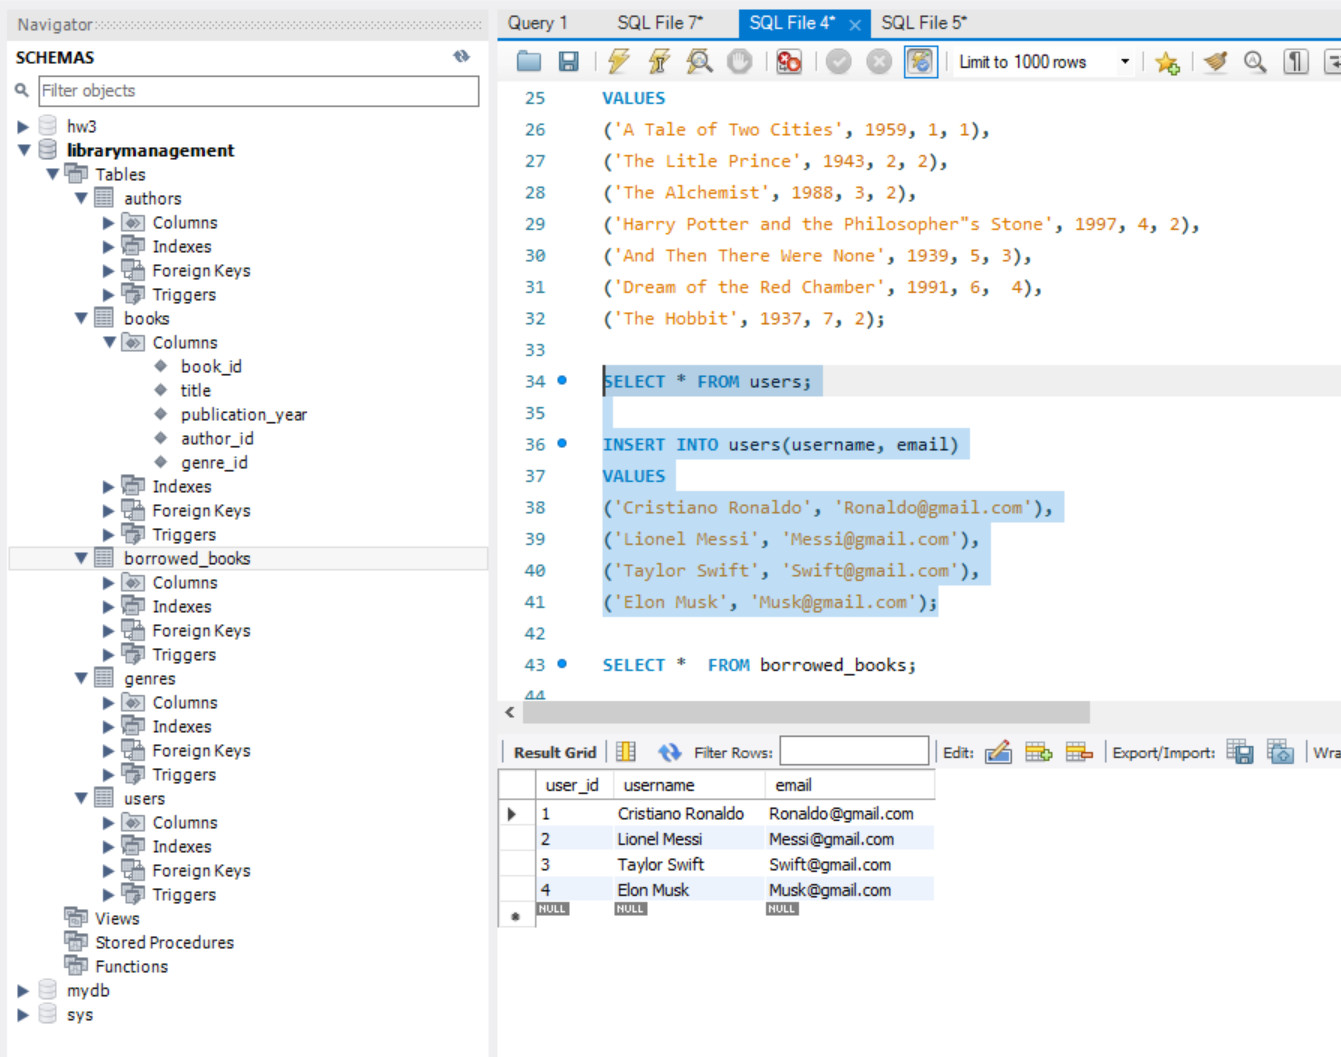 Navigator
SCHEMAS
Filter objects
hw3
librarymanagement
Tables
authors
Columns
Indexes
Foreign Keys
Triggers
books
Columns
book_id
title
publication_year
author_id
genre_id
Indexes
Foreign Keys
Triggers
borrowed_books
Columns
Indexes
Foreign Keys
Triggers
genres
Columns
Indexes
Foreign Keys
Triggers
users
Columns
Indexes
Foreign Keys
Triggers
Views
Stored Procedures
Functions
mydb
sys
Query 1 SQL File 7* SQL File 4* SQL File 5*
Limit to 1000 rows
25 VALUES
26 ('A Tale of Two Cities', 1959, 1, 1),
27 ('The Litle Prince', 1943, 2, 2),
28 ('The Alchemist', 1988, 3, 2),
29 ('Harry Potter and the Philosopher"s Stone', 1997, 4, 2),
30 ('And Then There Were None', 1939, 5, 3),
31 ('Dream of the Red Chamber', 1991, 6,  4),
32 ('The Hobbit', 1937, 7, 2);
33
34 SELECT * FROM users;
35
36 INSERT INTO users(username, email)
37 VALUES
38 ('Cristiano Ronaldo', 'Ronaldo@gmail.com'),
39 ('Lionel Messi', 'Messi@gmail.com'),
40 ('Taylor Swift', 'Swift@gmail.com'),
41 ('Elon Musk', 'Musk@gmail.com');
42
43 SELECT *  FROM borrowed_books;
44
Result Grid Filter Rows: Edit: Export/Import: Wra
user_id username email
1 Cristiano Ronaldo Ronaldo@gmail.com
2 Lionel Messi Messi@gmail.com
3 Taylor Swift Swift@gmail.com
4 Elon Musk Musk@gmail.com
NULL NULL NULL